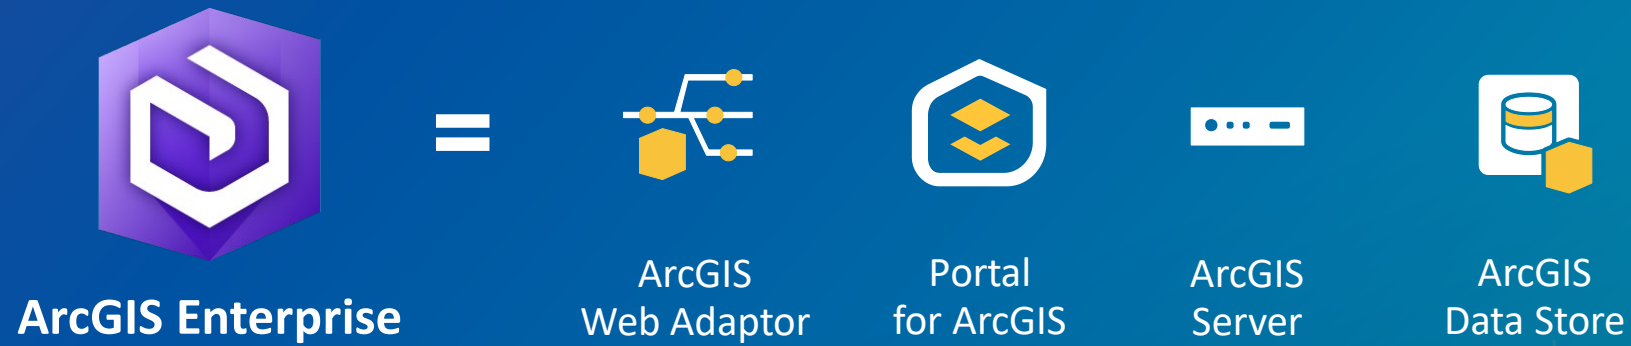 =
ArcGIS Enterprise
ArcGIS
Web Adaptor
Portal
for ArcGIS
ArcGIS
Server
ArcGIS
Data Store